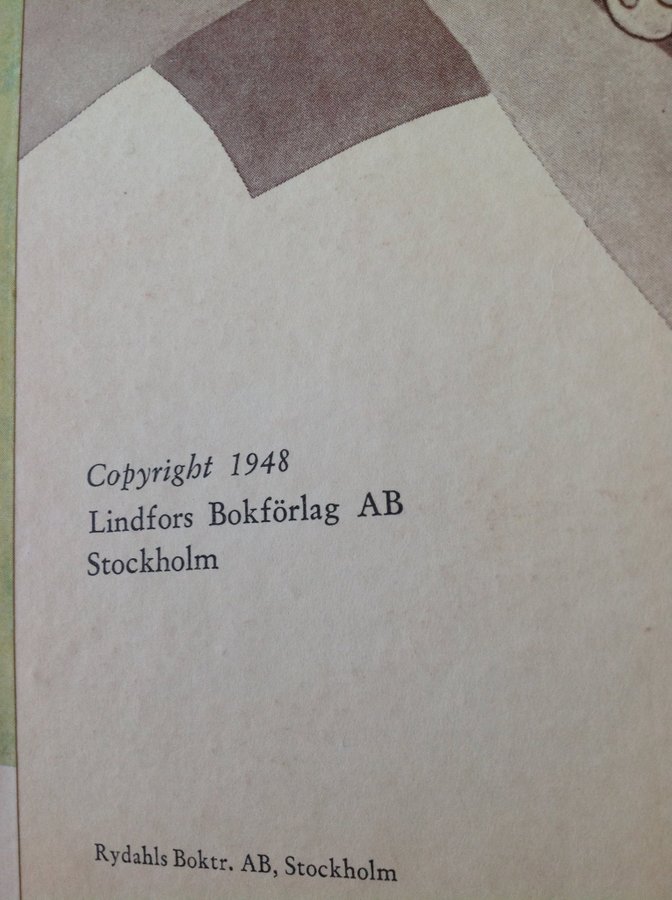 Copyright 1948
Lindfors Bokförlag AB
Stockholm
Rydahls Boktr. AB, Stockholm